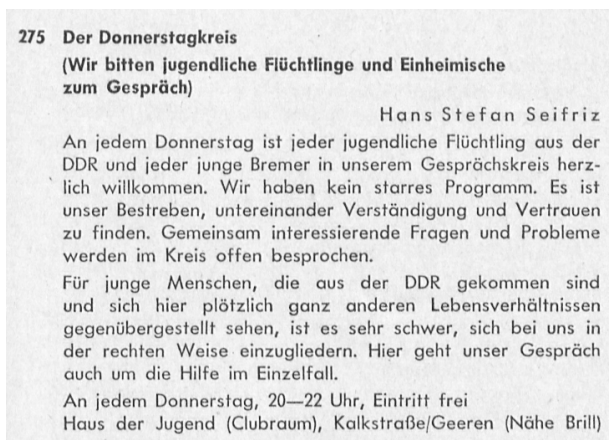 275 Der Donnerstagkreis
(Wir bitten jugendliche Flüchtlinge und Einheimische
zum Gespräch)
Hans Stefan Seifriz
An jedem Donnerstag ist jeder jugendliche Flüchtling aus der
DDR und jeder junge Bremer in unserem Gesprächskreis herz-
lich willkommen. Wir haben kein starres Programm. Es ist
unser Bestreben, untereinander Verständigung und Vertrauen
zu finden. Gemeinsam interessierende Fragen und Probleme
werden im Kreis offen besprochen.
Für junge Menschen, die aus der DDR gekommen sind
und sich hier plötzlich ganz anderen Lebensverhältnissen
gegenübergestellt sehen, ist es sehr schwer, sich bei uns in
der rechten Weise einzugliedern. Hier geht unser Gespräch
auch um die Hilfe im Einzelfall.
An jedem Donnerstag, 20—22 Uhr, Eintritt frei
Haus der Jugend (Clubraum), Kalkstraße/Geeren (Nähe Brill)